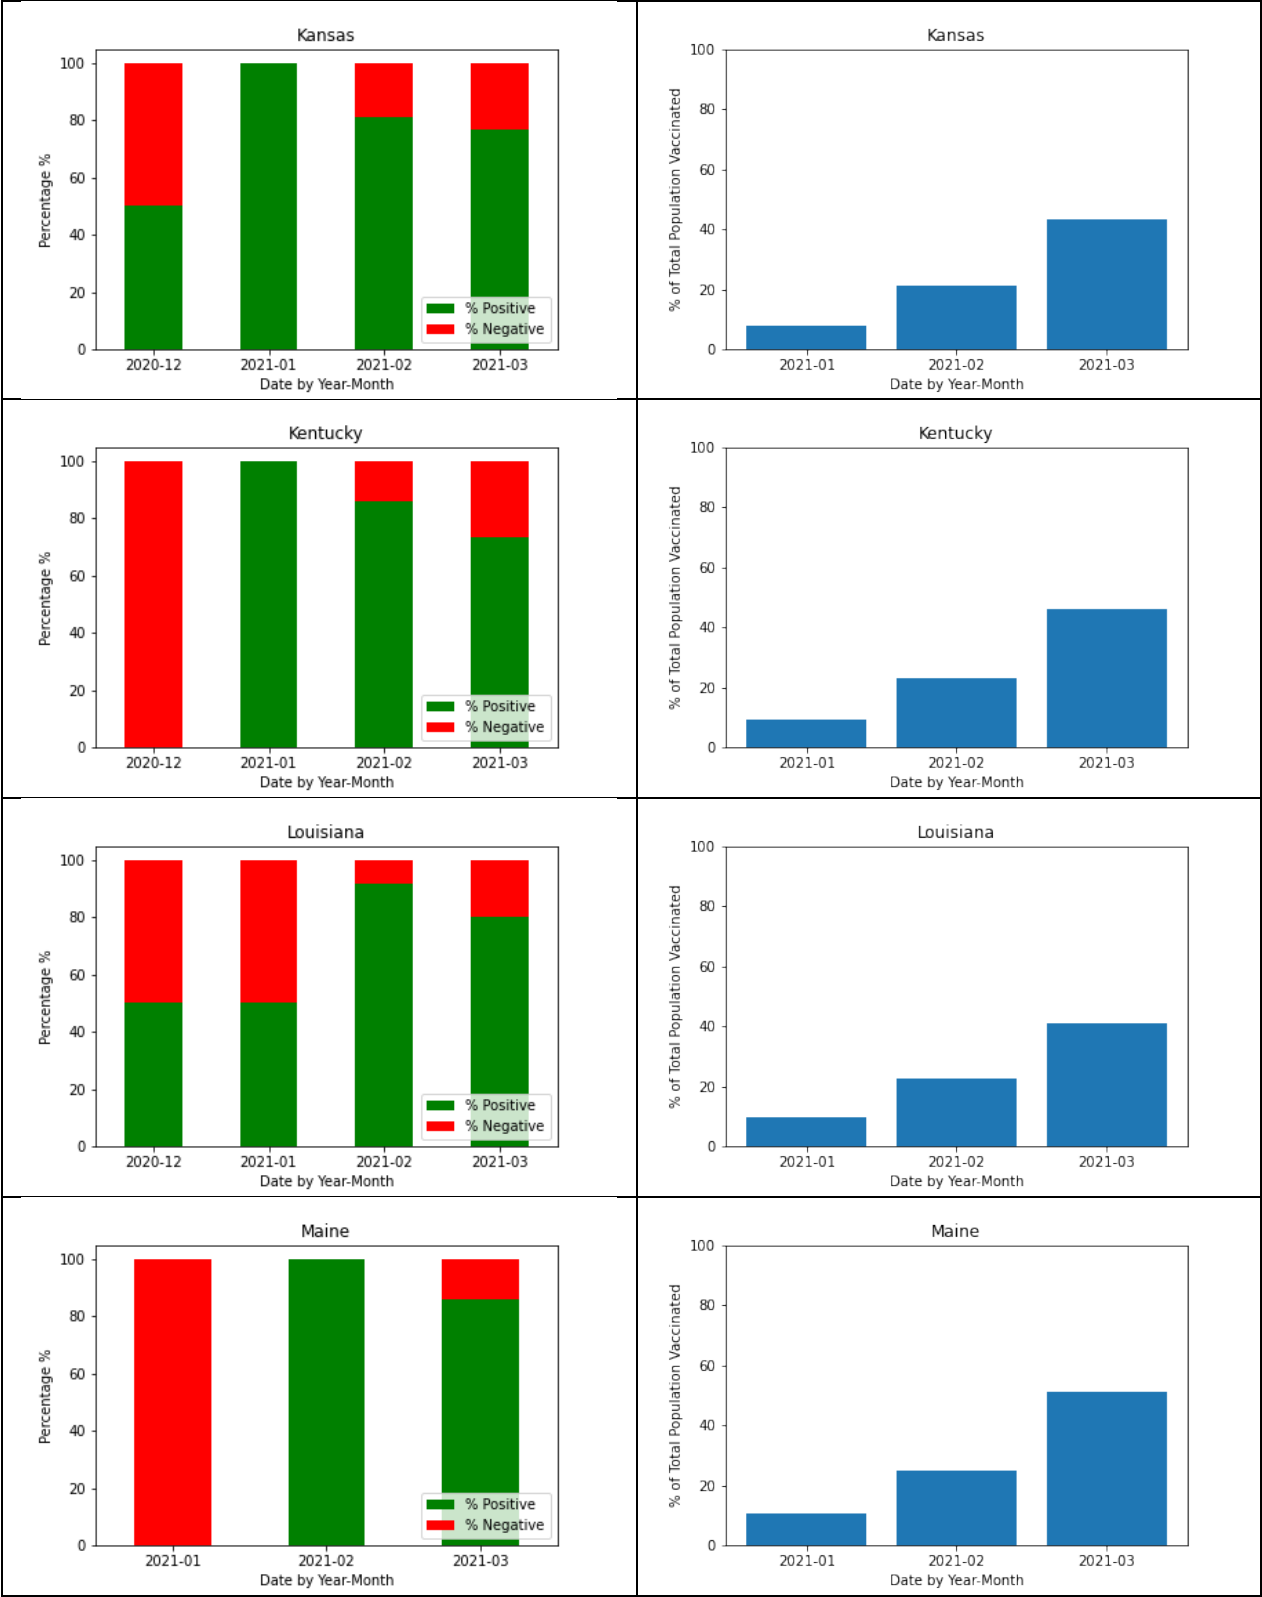 Kansas
100
80
60
40
20
0
Percentage %
% Positive
% Negative
2020-12 2021-01 2021-02 2021-03
Date by Year-Month
Kansas
100
80
60
40
20
0
% of Total Population Vaccinated
2021-01 2021-02 2021-03
Date by Year-Month
Kentucky
100
80
60
40
20
0
Percentage %
% Positive
% Negative
2020-12 2021-01 2021-02 2021-03
Date by Year-Month
Kentucky
100
80
60
40
20
0
% of Total Population Vaccinated
2021-01 2021-02 2021-03
Date by Year-Month
Louisiana
100
80
60
40
20
0
Percentage %
% Positive
% Negative
2020-12 2021-01 2021-02 2021-03
Date by Year-Month
Louisiana
100
80
60
40
20
0
% of Total Population Vaccinated
2021-01 2021-02 2021-03
Date by Year-Month
Maine
100
80
60
40
20
0
Percentage %
% Positive
% Negative
2021-01 2021-02 2021-03
Date by Year-Month
Maine
100
80
60
40
20
0
% of Total Population Vaccinated
2021-01 2021-02 2021-03
Date by Year-Month